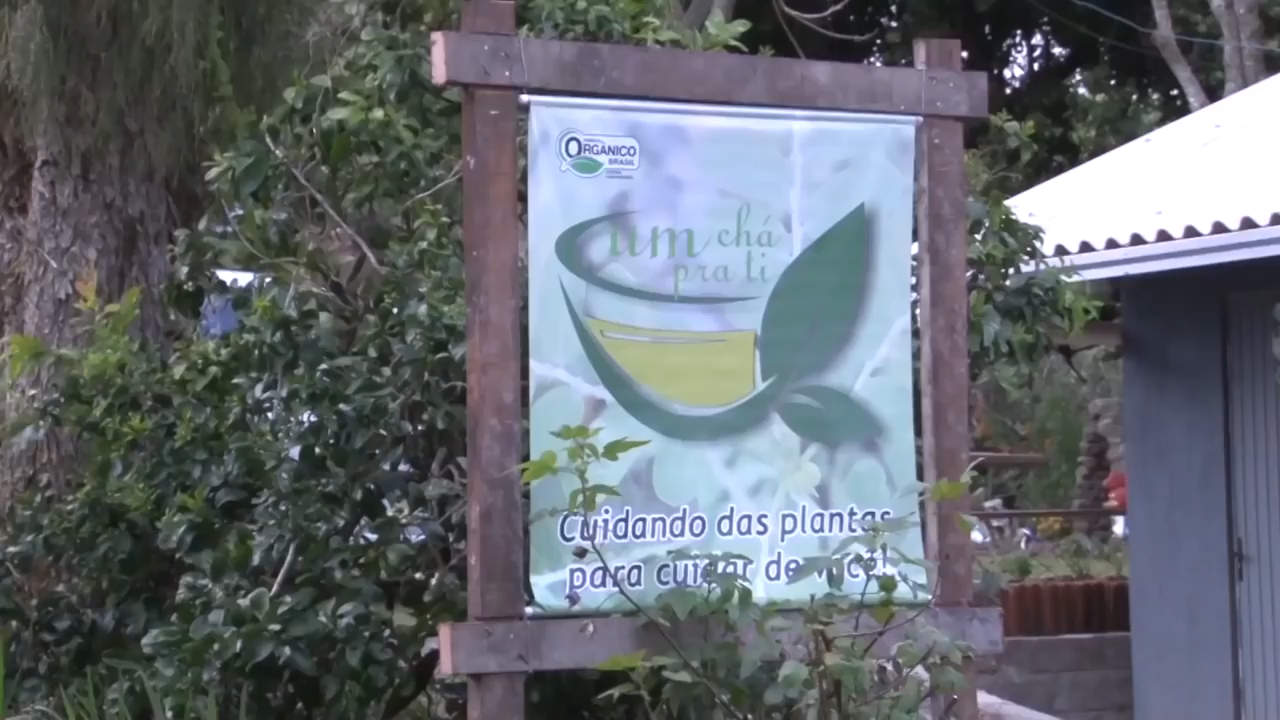 ORGÂNICO
BRASIL
um chá
pra ti
Cuidando das plantas
para cuidar de você!